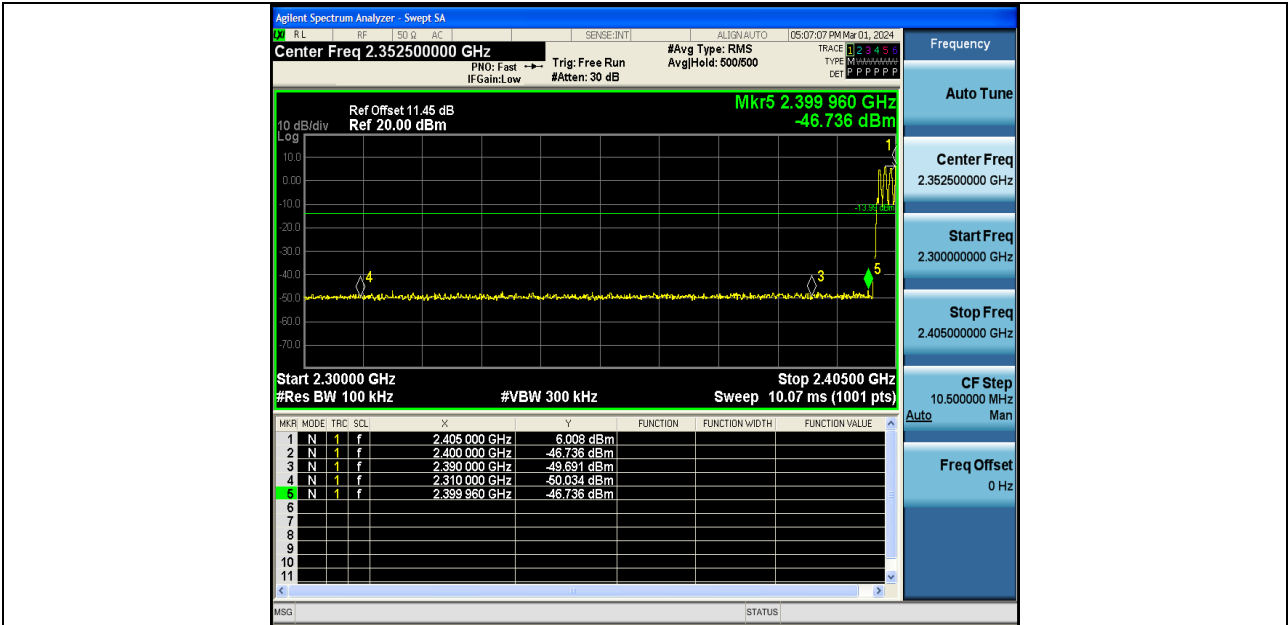 Agilent Spectrum Analyzer - Swept SA
R L RF 50 Ω AC SENSE:INT ALIGN AUTO 05:07:07 PM Mar 01, 2024
Center Freq 2.352500000 GHz
#Avg Type: RMS
TRACE 1 2 3 4 5 6
PNO: Fast
Trig: Free Run
Avg|Hold: 500/500
TYPE M
IFGain:Low
#Atten: 30 dB
DET P P P P P P
Mkr5 2.399 960 GHz
-46.736 dBm
Ref Offset 11.45 dB
10 dB/div Ref 20.00 dBm
Log
1
10.0
0.00
-10.0
-13.99 dBm
-20.0
-30.0
-40.0
4
3
5
-50.0
-60.0
-70.0
Start 2.30000 GHz
Stop 2.40500 GHz
#Res BW 100 kHz
#VBW 300 kHz
Sweep 10.07 ms (1001 pts)
MKR MODE TRC SCL X Y FUNCTION FUNCTION WIDTH FUNCTION VALUE
1 N 1 f 2.405 000 GHz 6.008 dBm
2 N 1 f 2.400 000 GHz -46.736 dBm
3 N 1 f 2.390 000 GHz -49.691 dBm
4 N 1 f 2.310 000 GHz -50.034 dBm
5 N 1 f 2.399 960 GHz -46.736 dBm
6
7
8
9
10
11
MSG
STATUS
Frequency
Auto Tune
Center Freq
2.352500000 GHz
Start Freq
2.300000000 GHz
Stop Freq
2.405000000 GHz
CF Step
10.500000 MHz
Auto Man
Freq Offset
0 Hz